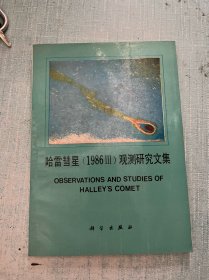 哈雷彗星(1986Ⅲ)观测研究文集
OBSERVATIONS AND STUDIES OF
HALLEY'S COMET
科学出版社